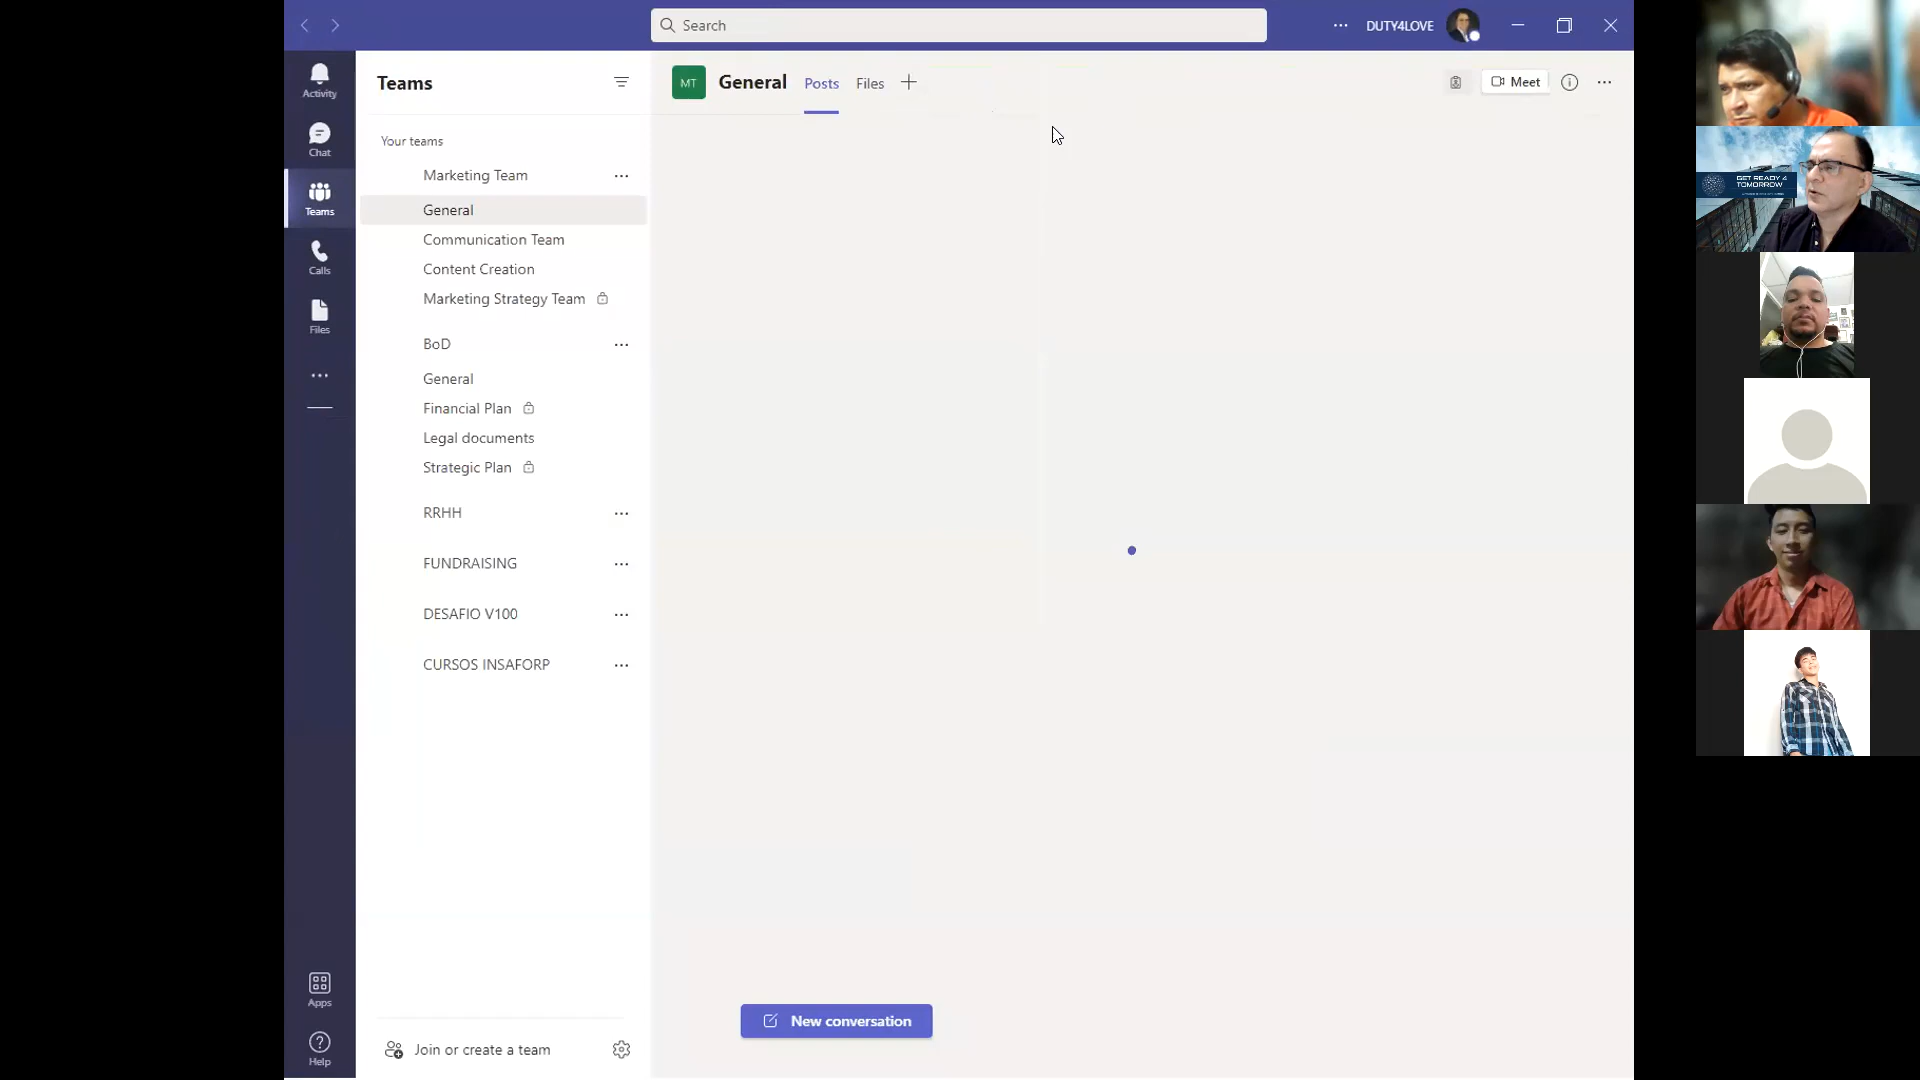 Search
DUTY4LOVE
Activity
Chat
Teams
Calls
Files
Apps
Help
Teams
Your teams
Marketing Team
General
Communication Team
Content Creation
Marketing Strategy Team
BoD
General
Financial Plan
Legal documents
Strategic Plan
RRHH
FUNDRAISING
DESAFIO V100
CURSOS INSAFORP
Join or create a team
MT General Posts Files
Meet
New conversation
GET READY 4
TOMORROW